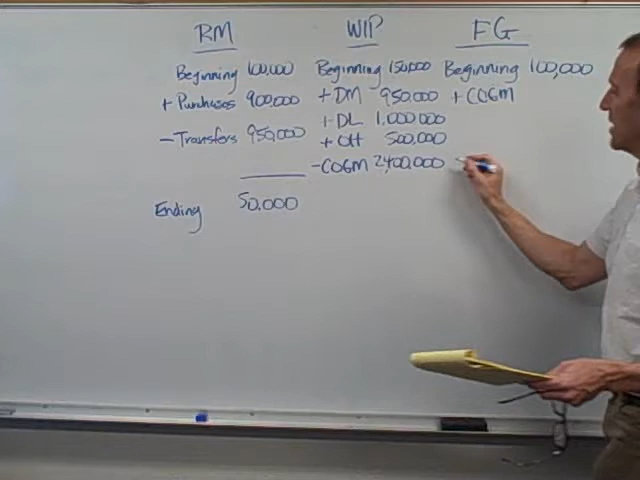 RM WIP FG
Beginning 100,000 Beginning 150,000 Beginning 100,000
+ Purchases 900,000 + DM 950,000 + COGM
+ DL 1,000,000
- Transfers 950,000 + OH 500,000
- COGM 2,400,000
Ending 50,000